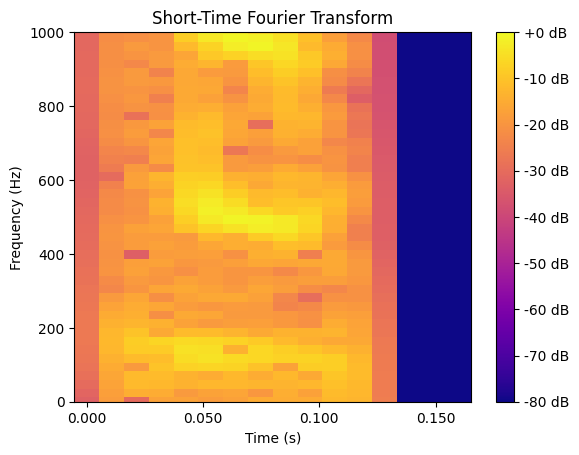 Short-Time Fourier Transform
1000
800
600
400
200
0
Frequency (Hz)
0.000
0.050
0.100
0.150
Time (s)
+0 dB
-10 dB
-20 dB
-30 dB
-40 dB
-50 dB
-60 dB
-70 dB
-80 dB